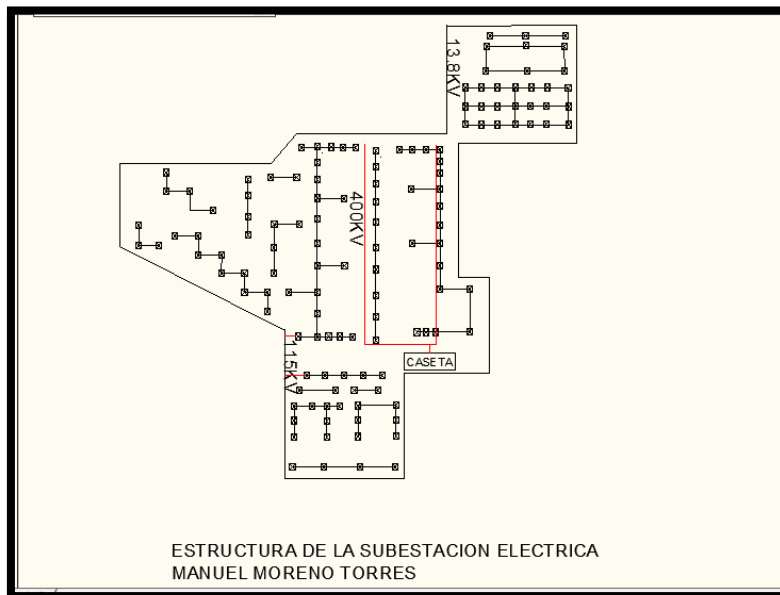 13.8KV
400KV
115KV
CASETA
ESTRUCTURA DE LA SUBESTACION ELECTRICA
MANUEL MORENO TORRES